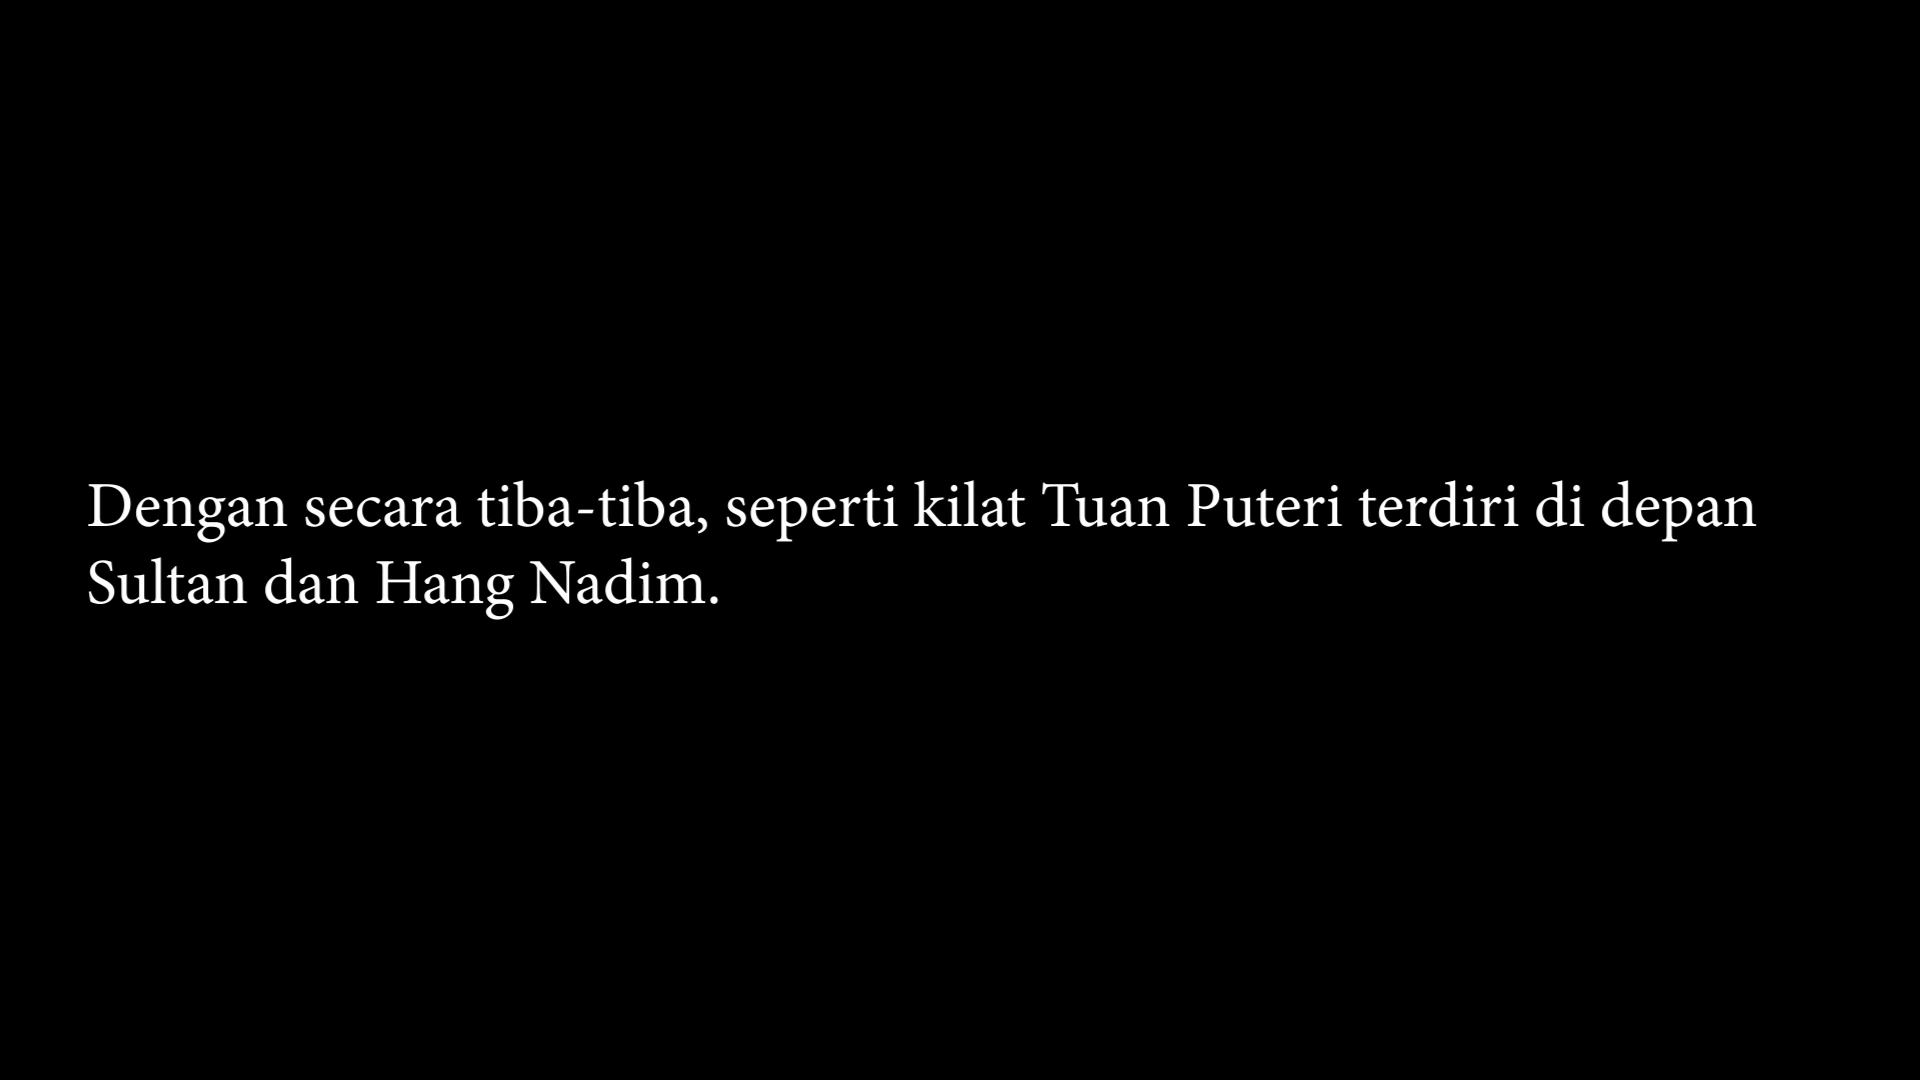 Dengan secara tiba-tiba, seperti kilat Tuan Puteri terdiri di depan
Sultan dan Hang Nadim.